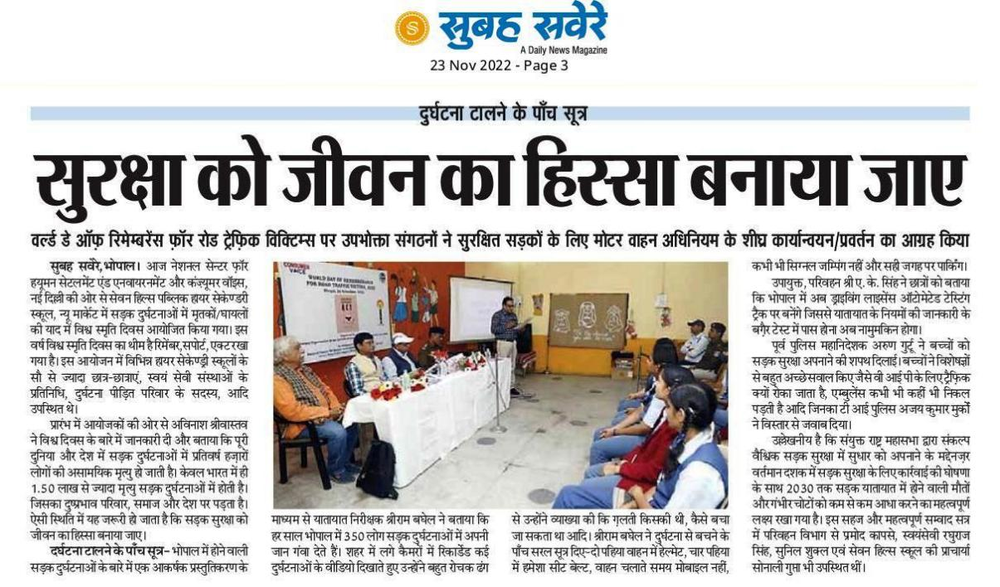 सुबह सवेरे
A Daily News Magazine
23 Nov 2022 - Page 3
दुर्घटना टालने के पाँच सूत्र
सुरक्षा को जीवन का हिस्सा बनाया जाए
वर्ल्ड डे ऑफ़ रिमेम्बरेंस फ़ॉर रोड ट्रेफ़िक विक्टिम्स पर उपभोक्ता संगठनों ने सुरक्षित सड़कों के लिए मोटर वाहन अधिनियम के शीघ्र कार्यान्वयन/प्रवर्तन का आग्रह किया
सुबह सवेरे,भोपाल। आज नेशनल सेन्टर फ़ॉर
हयूमन सेटलमेंट एंड एनवायरनमेंट और कंज्यूमर वॉइस,
नई दिल्ली की ओर से सेवन हिल्स पब्लिक हायर सेकेण्डरी
स्कूल, न्यू मार्केट में सड़क दुर्घटनाओं में मृतकों/घायलों
की याद में विश्व स्मृति दिवस आयोजित किया गया। इस
वर्ष विश्व स्मृति दिवस का थीम है रिमेंबर,सपोर्ट, एक्ट रखा
गया है। इस आयोजन में विभिन्न हायर सेकेण्ड्री स्कूलों के
सौ से ज्यादा छात्र-छात्राएं, स्वयं सेवी संस्थाओं के
प्रतिनिधि, दुर्घटना पीड़ित परिवार के सदस्य, आदि
उपस्थित थे।
प्रारंभ में आयोजकों की ओर से अविनाश श्रीवास्तव
ने विश्व दिवस के बारे में जानकारी दी और बताया कि पूरी
दुनिया और देश में सड़क दुर्घटनाओं में प्रतिवर्ष हज़ारों
लोगों की असामयिक मृत्यु हो जाती है। केवल भारत में ही
1.50 लाख से ज्यादा मृत्यु सड़क दुर्घटनाओं में होती है।
जिसका दुष्प्रभाव परिवार, समाज और देश पर पड़ता है।
ऐसी स्थिति में यह जरूरी हो जाता है कि सड़क सुरक्षा को
जीवन का हिस्सा बनाया जाए।
दर्घटना टालने के पाँच सूत्र– भोपाल में होने वाली
सड़क दुर्घटनाओं के बारे में एक आकर्षक प्रस्तुतिकरण के
CONSUMER
VOICE
WORLD DAY OF REMEMBRANCE
FOR ROAD TRAFFIC VICTIMS, 2022
ACT
माध्यम से यातायात निरीक्षक श्रीराम बघेल ने बताया कि
हर साल भोपाल में 350 लोग सड़क दुर्घटनाओं में अपनी
जान गंवा देते हैं। शहर में लगे कैमरों में रिकार्डेड कई
दुर्घटनाओं के वीडियो दिखाते हुए उन्होंने बहुत रोचक ढंग
से उन्होंने व्याख्या की कि ग़लती किसकी थी, कैसे बचा
जा सकता था आदि। श्रीराम बघेल ने दुर्घटना से बचने के
पाँच सरल सूत्र दिए-दो पहिया वाहन में हेल्मेट, चार पहिया
में हमेशा सीट बेल्ट, वाहन चलाते समय मोबाइल नहीं,
कभी भी सिग्नल जम्पिंग नहीं और सही जगह पर पार्किंग।
उपायुक्त, परिवहन श्री ए. के. सिंह ने छात्रों को बताया
कि भोपाल में अब ड्राइविंग लाइसेंस ऑटोमेटेड टेस्टिंग
ट्रैक पर बनेंगे जिससे यातायात के नियमों की जानकारी के
बग़ैर टेस्ट में पास होना अब नामुमकिन होगा।
पूर्व पुलिस महानिदेशक अरुण गुर्टू ने बच्चों को
सड़क सुरक्षा अपनाने की शपथ दिलाई। बच्चों ने विशेषज्ञों
से बहुत अच्छे सवाल किए जैसे वी आई पी के लिए ट्रैफ़िक
क्यों रोका जाता है, एम्बुलेंस कभी भी कहीं भी निकल
पड़ती है आदि जिनका टी आई पुलिस अजय कुमार मुर्को
ने विस्तार से जवाब दिया।
उल्लेखनीय है कि संयुक्त राष्ट्र महासभा द्वारा संकल्प
वैश्विक सड़क सुरक्षा में सुधार को अपनाने के मद्देनज़र
वर्तमान दशक में सड़क सुरक्षा के लिए कार्रवाई की घोषणा
के साथ 2030 तक सड़क यातायात में होने वाली मौतों
और गंभीर चोटों को कम से कम आधा करने का महत्वपूर्ण
लक्ष्य रखा गया है। इस सहज और महत्वपूर्ण सम्वाद सत्र
में परिवहन विभाग से प्रमोद कापसे, स्वयंसेवी रघुराज
सिंह, सुनिल शुक्ल एवं सेवन हिल्स स्कूल की प्राचार्या
सोनाली गुप्ता भी उपस्थित थीं।